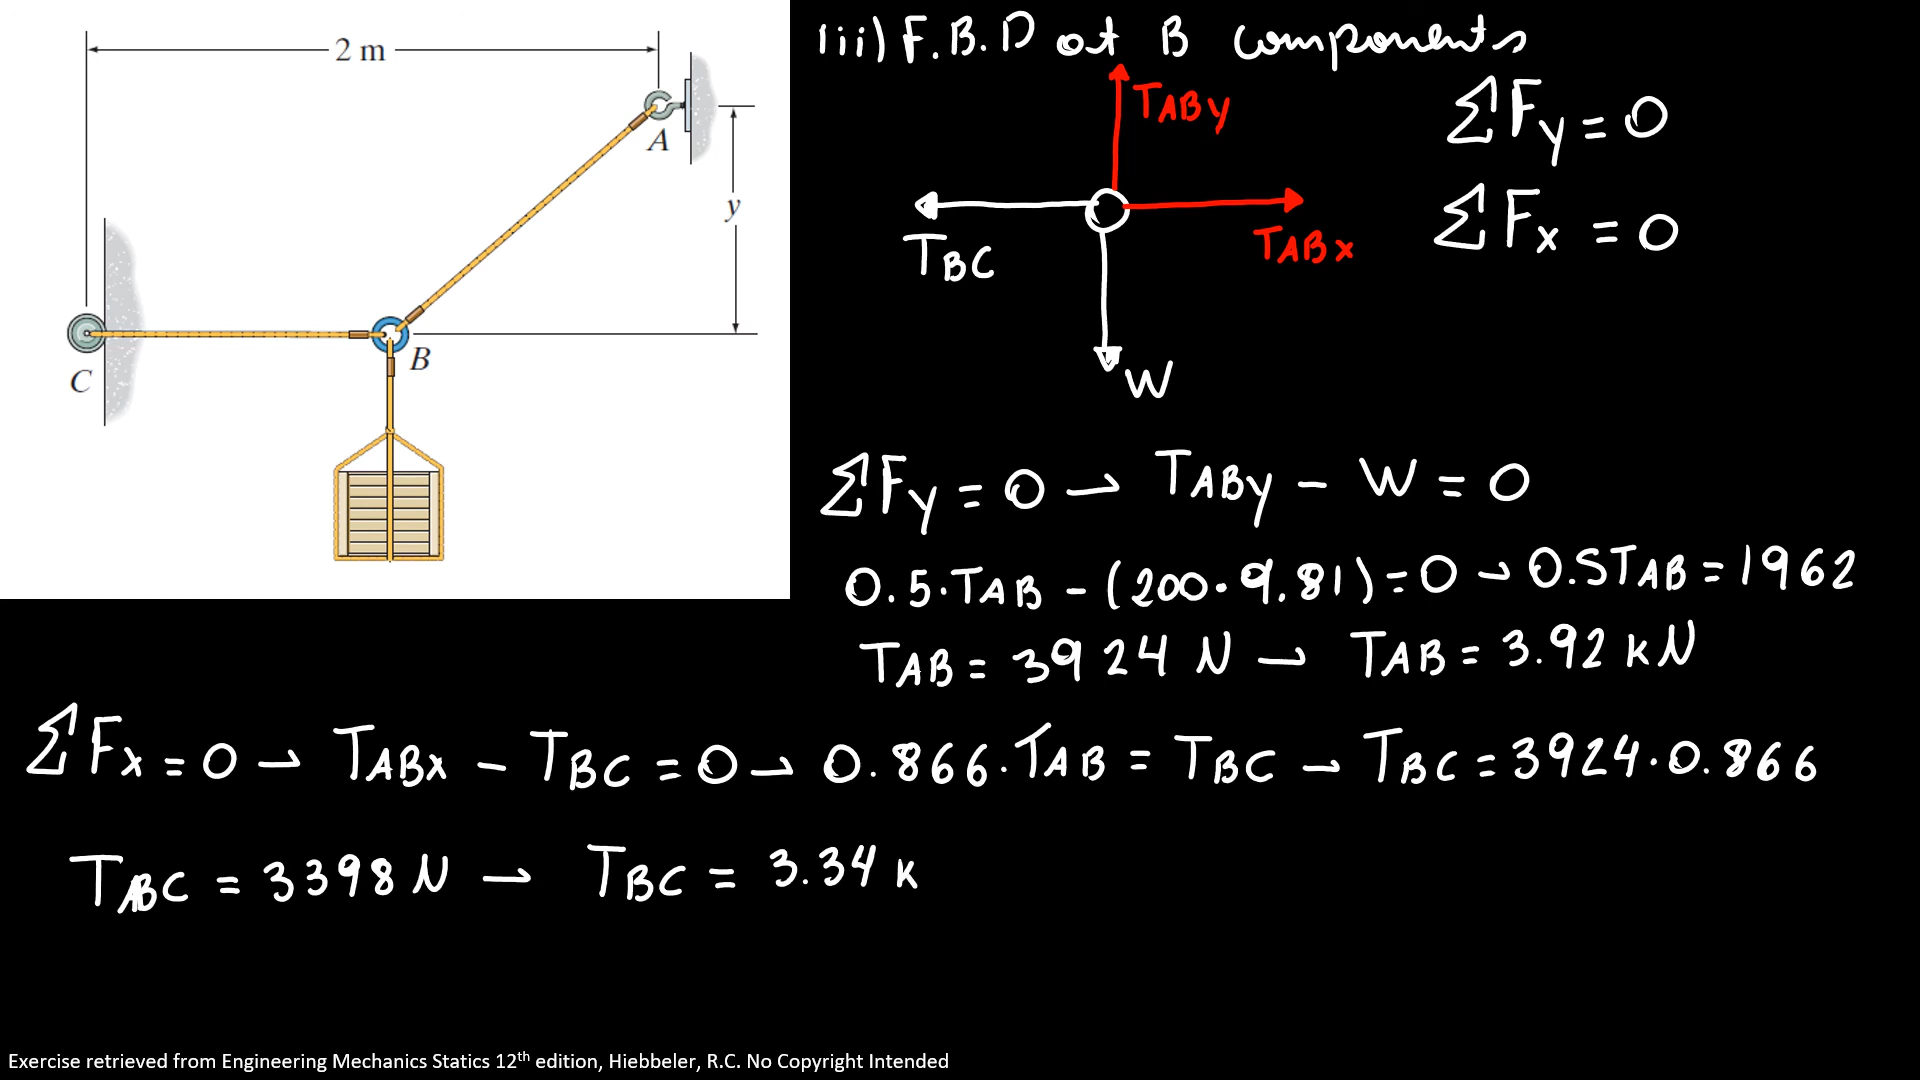 2 m
A
y
B
C
iii) F.B.D at B components
TABy
TBC
TABx
W
ΣFy = 0
ΣFx = 0
ΣFy = 0 → TABy - W = 0
0.5·TAB - (200·9.81) = 0 → 0.5TAB = 1962
TAB = 3924 N → TAB = 3.92 kN
ΣFx = 0 → TABx - TBC = 0 → 0.866·TAB = TBC → TBC = 3924·0.866
TABC = 3398 N → TBC = 3.34 k
Exercise retrieved from Engineering Mechanics Statics 12th edition, Hiebbeler, R.C. No Copyright Intended